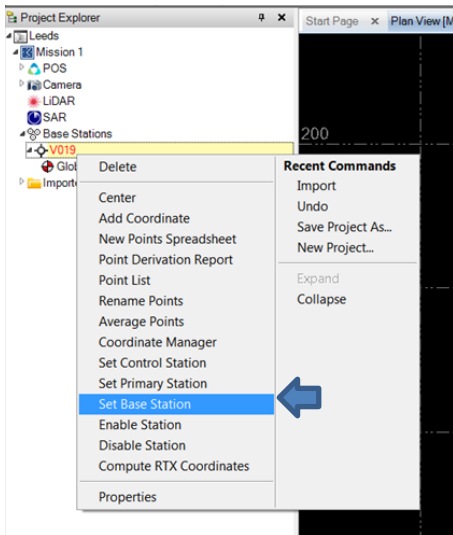 Project Explorer
Start Page
Plan View [M
Leeds
Mission 1
POS
Camera
LiDAR
SAR
Base Stations
V019
Glob
Importe
200
Delete
Center
Add Coordinate
New Points Spreadsheet
Point Derivation Report
Point List
Rename Points
Average Points
Coordinate Manager
Set Control Station
Set Primary Station
Set Base Station
Enable Station
Disable Station
Compute RTX Coordinates
Properties
Recent Commands
Import
Undo
Save Project As...
New Project...
Expand
Collapse